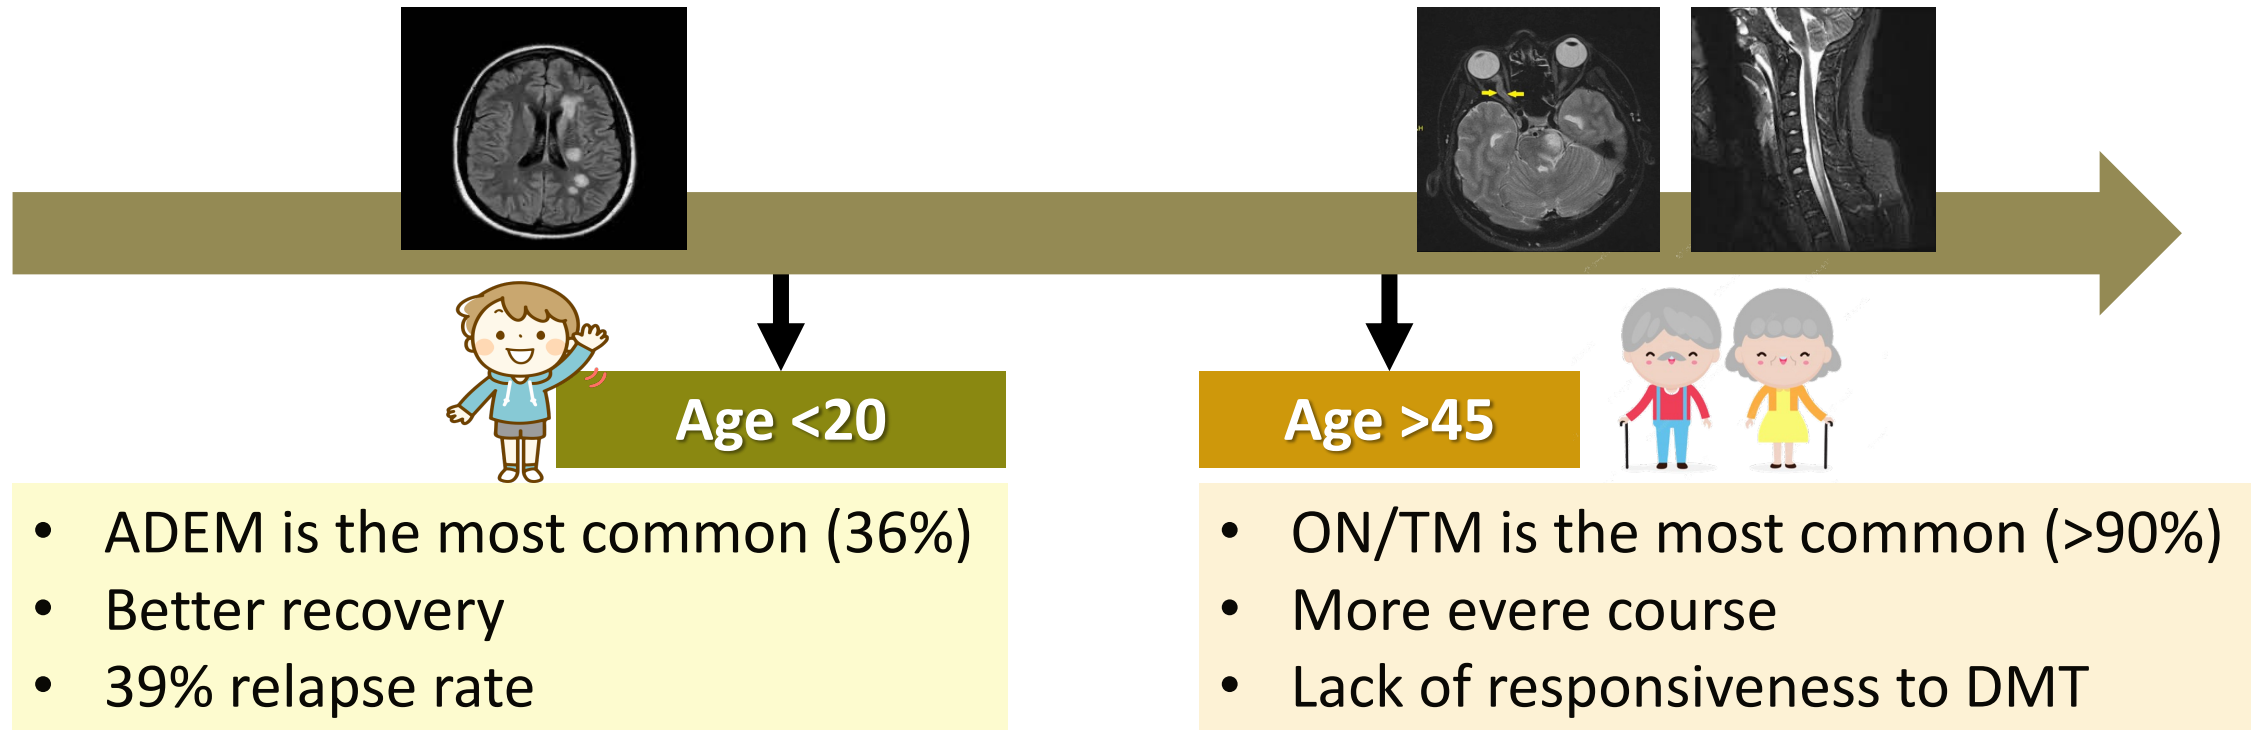 Age <20
• ADEM is the most common (36%)
• Better recovery
• 39% relapse rate
Age >45
• ON/TM is the most common (>90%)
• More evere course
• Lack of responsiveness to DMT